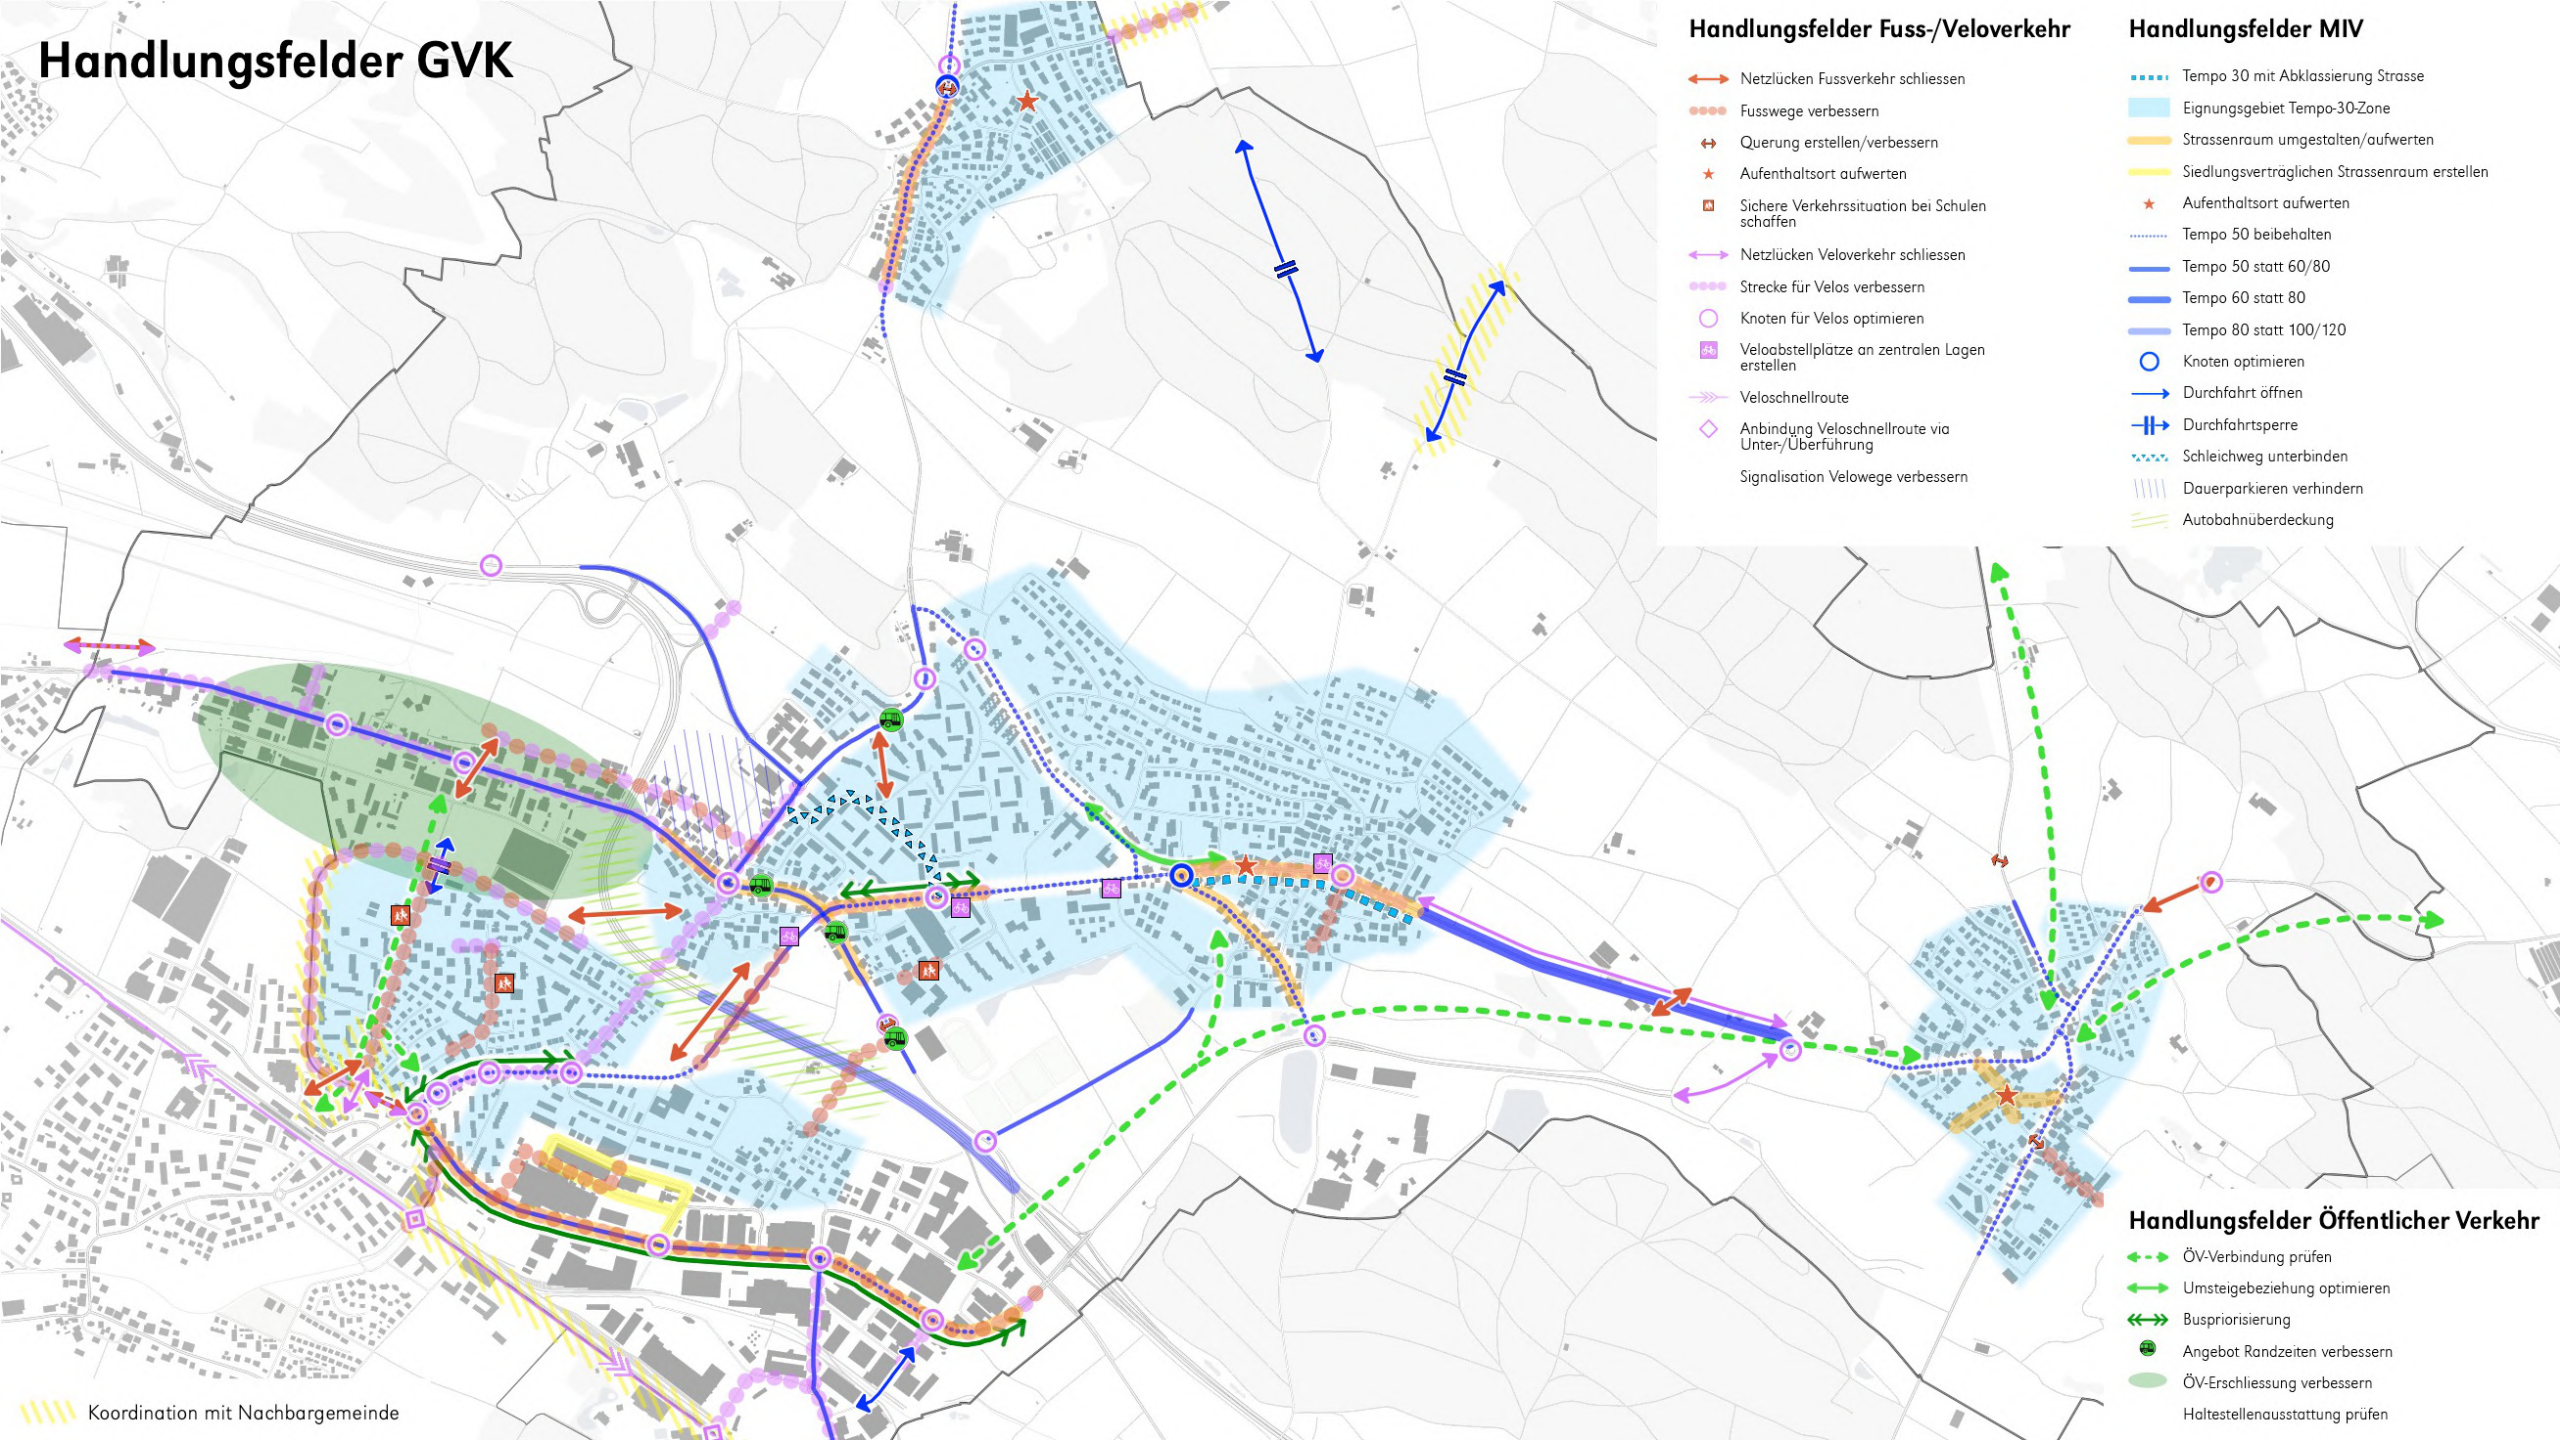 Handlungsfelder GVK
Handlungsfelder Fuss-/Veloverkehr
Netzlücken Fussverkehr schliessen
Fusswege verbessern
Querung erstellen/verbessern
Aufenthaltsort aufwerten
Sichere Verkehrssituation bei Schulen
schaffen
Netzlücken Veloverkehr schliessen
Strecke für Velos verbessern
Knoten für Velos optimieren
Veloabstellplätze an zentralen Lagen
erstellen
Veloschnellroute
Anbindung Veloschnellroute via
Unter-/Überführung
Signalisation Velowege verbessern
Handlungsfelder MIV
Tempo 30 mit Abklassierung Strasse
Eignungsgebiet Tempo-30-Zone
Strassenraum umgestalten/aufwerten
Siedlungsverträglichen Strassenraum erstellen
Aufenthaltsort aufwerten
Tempo 50 beibehalten
Tempo 50 statt 60/80
Tempo 60 statt 80
Tempo 80 statt 100/120
Knoten optimieren
Durchfahrt öffnen
Durchfahrtsperre
Schleichweg unterbinden
Dauerparkieren verhindern
Autobahnüberdeckung
Handlungsfelder Öffentlicher Verkehr
ÖV-Verbindung prüfen
Umsteigebeziehung optimieren
Buspriorisierung
Angebot Randzeiten verbessern
ÖV-Erschliessung verbessern
Haltestellenausstattung prüfen
Koordination mit Nachbargemeinde